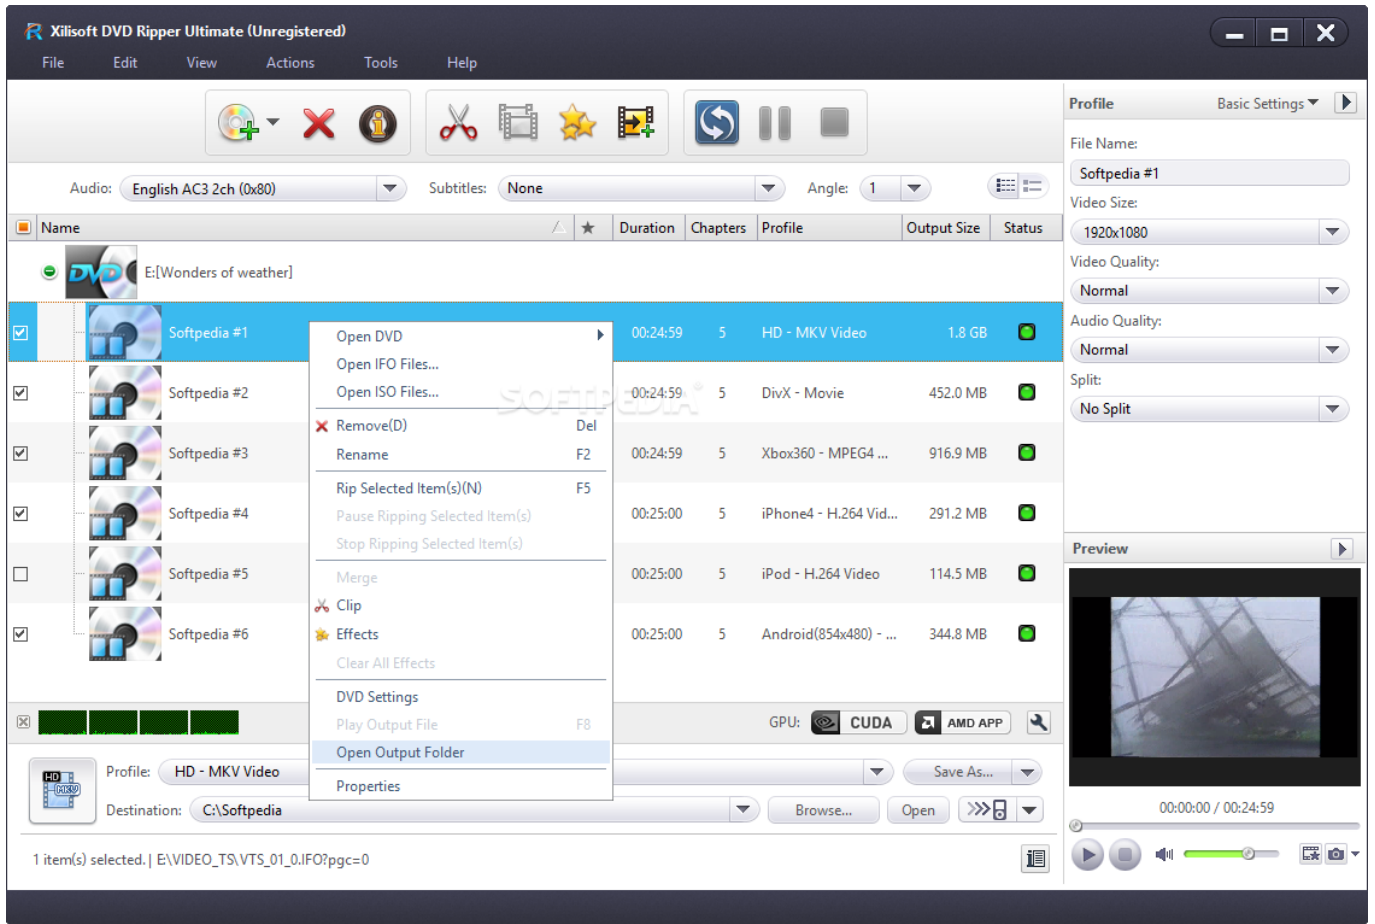 Xilisoft DVD Ripper Ultimate (Unregistered)
File Edit View Actions Tools Help
Audio: English AC3 2ch (0x80) Subtitles: None Angle: 1
Name Duration Chapters Profile Output Size Status
DVD E:[Wonders of weather]
Softpedia #1 00:24:59 5 HD - MKV Video 1.8 GB
Softpedia #2 00:24:59 5 DivX - Movie 452.0 MB
Softpedia #3 00:24:59 5 Xbox360 - MPEG4 ... 916.9 MB
Softpedia #4 00:25:00 5 iPhone4 - H.264 Vid... 291.2 MB
Softpedia #5 00:25:00 5 iPod - H.264 Video 114.5 MB
Softpedia #6 00:25:00 5 Android(854x480) - ... 344.8 MB
SOFTPEDIA®
Open DVD
Open IFO Files...
Open ISO Files...
Remove(D) Del
Rename F2
Rip Selected Item(s)(N) F5
Pause Ripping Selected Item(s)
Stop Ripping Selected Item(s)
Merge
Clip
Effects
Clear All Effects
DVD Settings
Play Output File F8
Open Output Folder
Properties
GPU: CUDA AMD APP
HD MKV
Profile: HD - MKV Video Save As...
Destination: C:\Softpedia Browse... Open
1 item(s) selected. | E:\VIDEO_TS\VTS_01_0.IFO?pgc=0
Profile Basic Settings
File Name:
Softpedia #1
Video Size:
1920x1080
Video Quality:
Normal
Audio Quality:
Normal
Split:
No Split
Preview
00:00:00 / 00:24:59